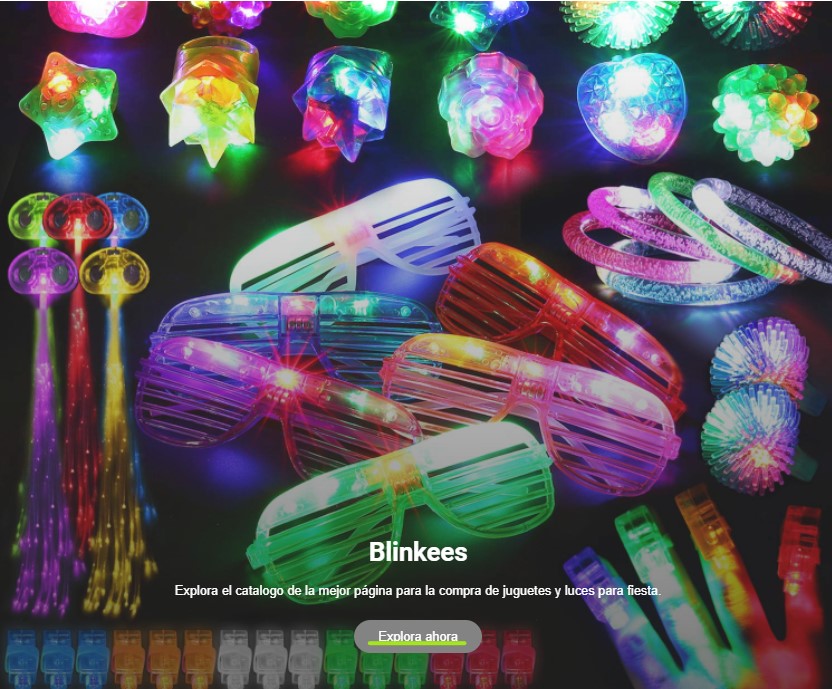 Blinkees
Explora el catalogo de la mejor página para la compra de juguetes y luces para fiesta.
Explora ahora